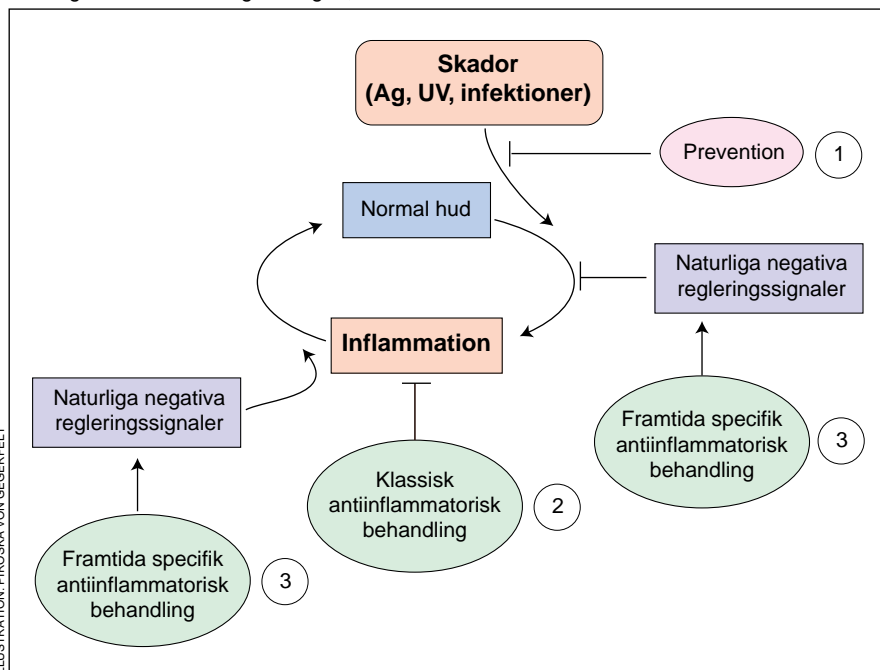 Skador
(Ag, UV, infektioner)
Prevention
1
Normal hud
Naturliga negativa
regleringssignaler
Inflammation
Naturliga negativa
regleringssignaler
Framtida specifik
antiinflammatorisk
behandling
3
Klassisk
antiinflammatorisk
behandling
2
Framtida specifik
antiinflammatorisk
behandling
3